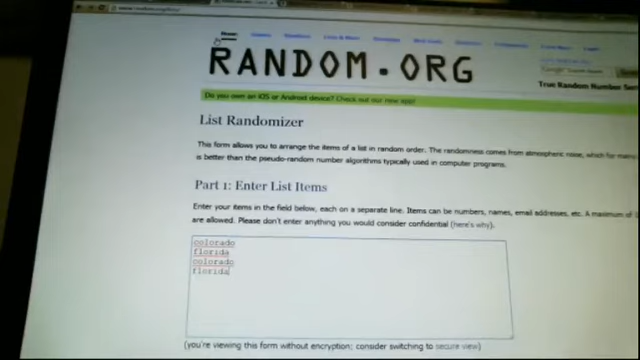 RANDOM.ORG
True Random Number Ser
Do you own an iOS or Android device? Check out our new app!
List Randomizer
This form allows you to arrange the items of a list in random order. The randomness comes from atmospheric noise, which for many
is better than the pseudo-random number algorithms typically used in computer programs.
Part 1: Enter List Items
Enter your items in the field below, each on a separate line. Items can be numbers, names, email addresses, etc. A maximum of
are allowed. Please don't enter anything you would consider confidential (here's why).
colorado
florida
colorado
florida
(you're viewing this form without encryption; consider switching to secure view)